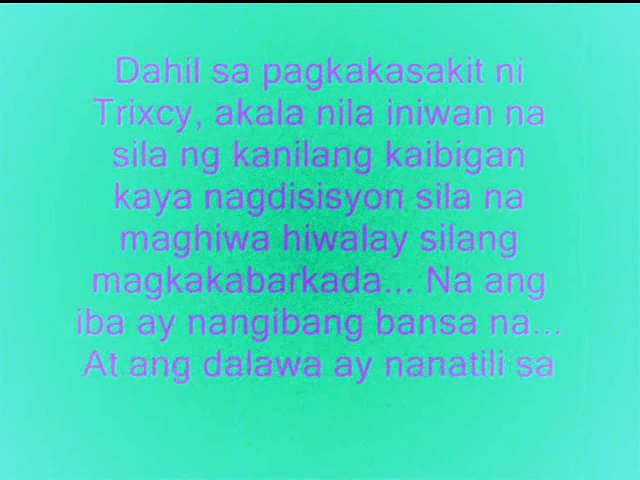 Dahil sa pagkakasakit ni
Trixcy, akala nila iniwan na
sila ng kanilang kaibigan
kaya nagdisisyon sila na
maghiwa hiwalay silang
magkakabarkada... Na ang
iba ay nangibang bansa na...
At ang dalawa ay nanatili sa